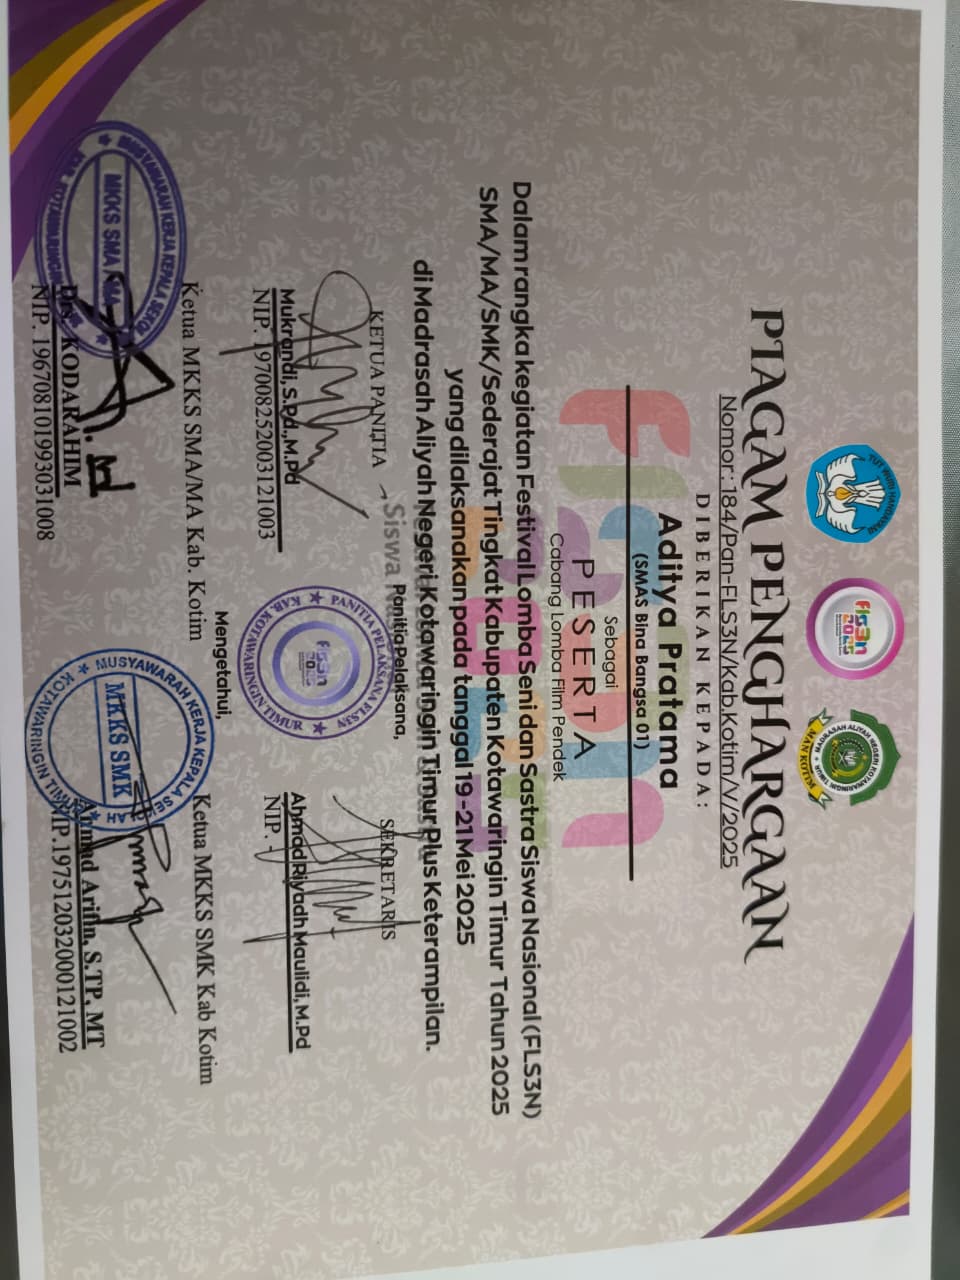 TUT WURI HANDAYANI
fls3n
2025
MADRASAH ALIYAH NEGERI KOTAWARINGIN TIMUR
MAN KOTIM
PIAGAM PENGHARGAAN
Nomor: 184/Pan-FLS3N/Kab.Kotim/V/2025
DIBERIKAN KEPADA:
Aditya Pratama
(SMAS Bina Bangsa 01)
Sebagai
PESERTA
Cabang Lomba Film Pendek
Dalam rangka kegiatan Festival Lomba Seni dan Sastra Siswa Nasional (FLS3N)
SMA/MA/SMK/Sederajat Tingkat Kabupaten Kotawaringin Timur Tahun 2025
yang dilaksanakan pada tanggal 19 -21 Mei 2025
di Madrasah Aliyah Negeri Kotawaringin Timur Plus Keterampilan.
Siswa
Panitia Pelaksana,
KETUA PANITIA
SEKRETARIS
PANITIA PELAKSANA FLS3N
KAB. KOTAWARINGIN TIMUR
fls3n
Mukrandi, S.Pd.,M.Pd
NIP. 197008252003121003
Ahmad Riyadh Maulidi, M.Pd
NIP. -
Mengetahui,
Ketua MKKS SMA/MA Kab. Kotim
Ketua MKKS SMK Kab Kotim
MUSYAWARAH KERJA KEPALA SEKOL
MKKS SMA/MA
KAB. KOTAWARINGIN
MUSYAWARAH KERJA KEPALA SE
MKKS SMK
KOTAWARINGIN TIMUR
Drs. KODARAHIM
NIP. 196708101993031008
Ahmad Arifin, S.TP, MT
NIP.197512032000121002